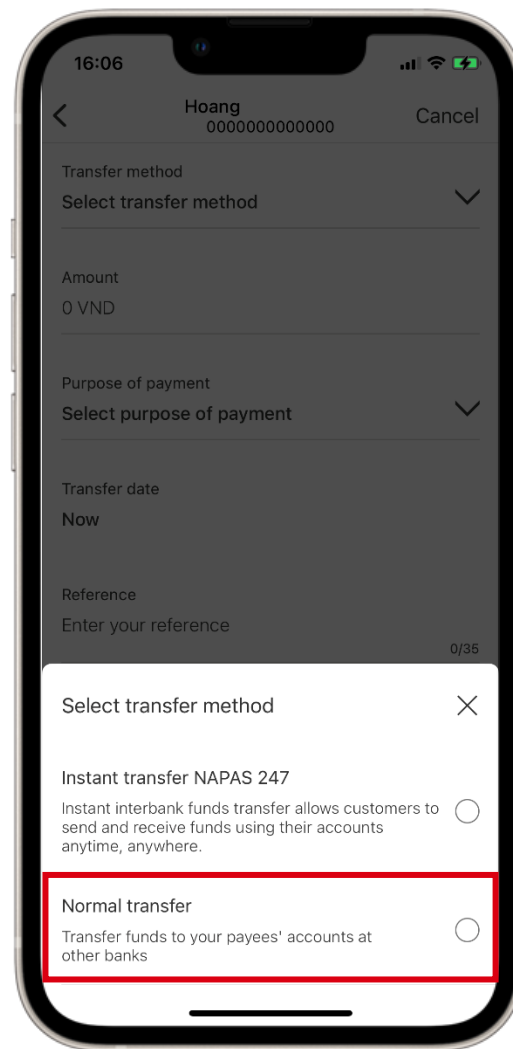 16:06
Hoang
0000000000000
Cancel
Transfer method
Select transfer method
Amount
0 VND
Purpose of payment
Select purpose of payment
Transfer date
Now
Reference
Enter your reference
0/35
Select transfer method
Instant transfer NAPAS 247
Instant interbank funds transfer allows customers to
send and receive funds using their accounts
anytime, anywhere.
Normal transfer
Transfer funds to your payees' accounts at
other banks